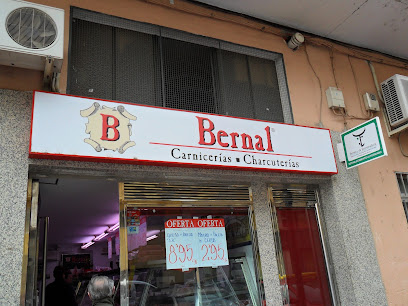 B
Bernal
Carnicerías Charcuterías
OFERTA OFERTA
8'95 2'95